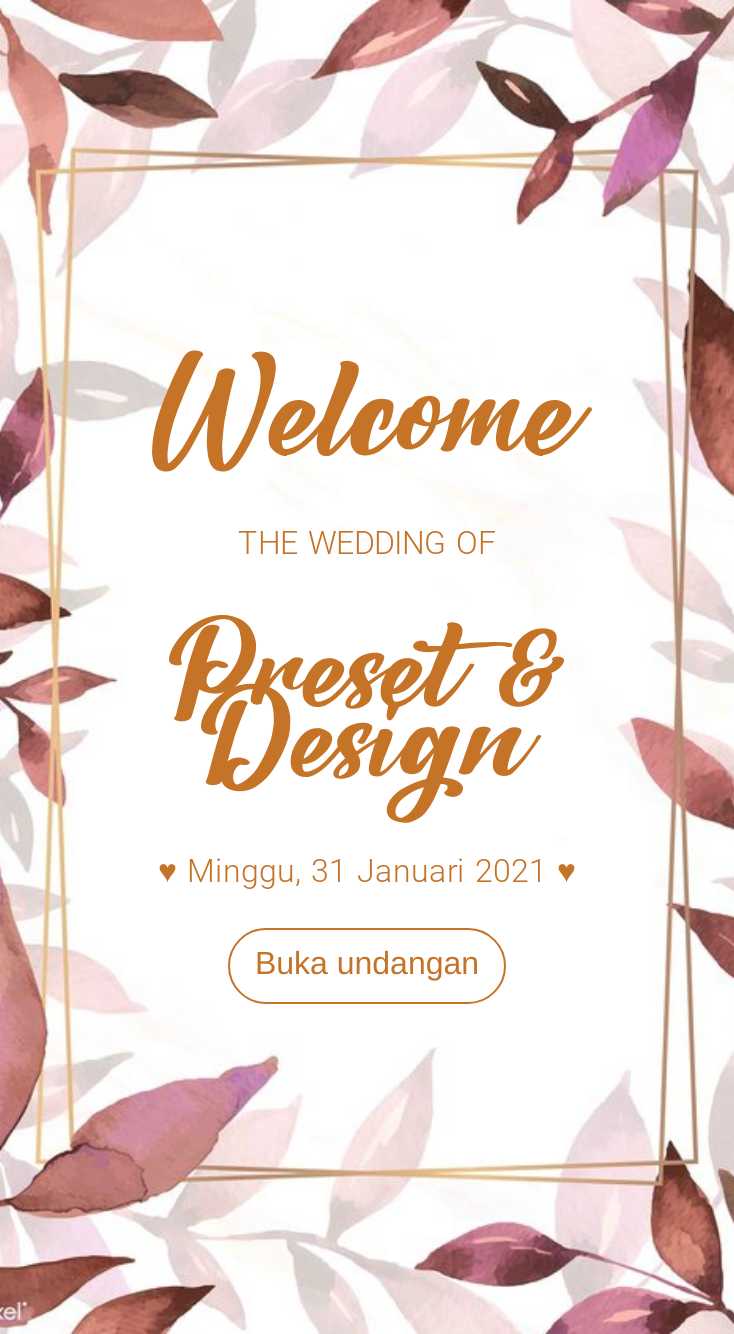 Welcome
THE WEDDING OF
Preset &
Design
♥ Minggu, 31 Januari 2021 ♥
Buka undangan